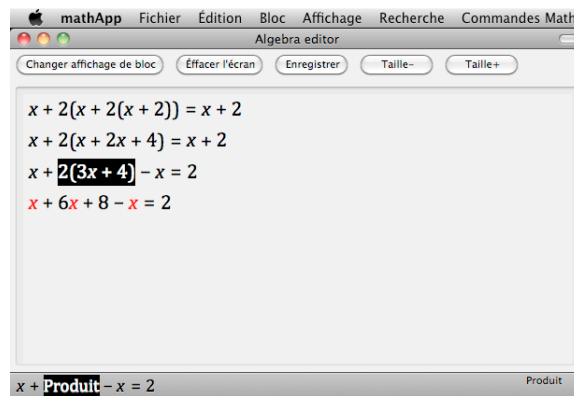 mathApp Fichier Édition Bloc Affichage Recherche Commandes Math
Algebra editor
Changer affichage de bloc Éffacer l'écran Enregistrer Taille- Taille+
x + 2(x + 2(x + 2)) = x + 2
x + 2(x + 2x + 4) = x + 2
x + 2(3x + 4) – x = 2
x + 6x + 8 – x = 2
x + Produit – x = 2 Produit